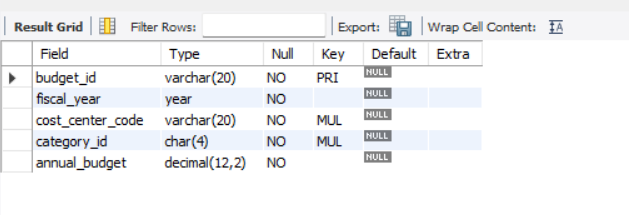 Result Grid Filter Rows: Export: Wrap Cell Content: IA
Field Type Null Key Default Extra
budget_id varchar(20) NO PRI NULL
fiscal_year year NO NULL
cost_center_code varchar(20) NO MUL NULL
category_id char(4) NO MUL NULL
annual_budget decimal(12,2) NO NULL